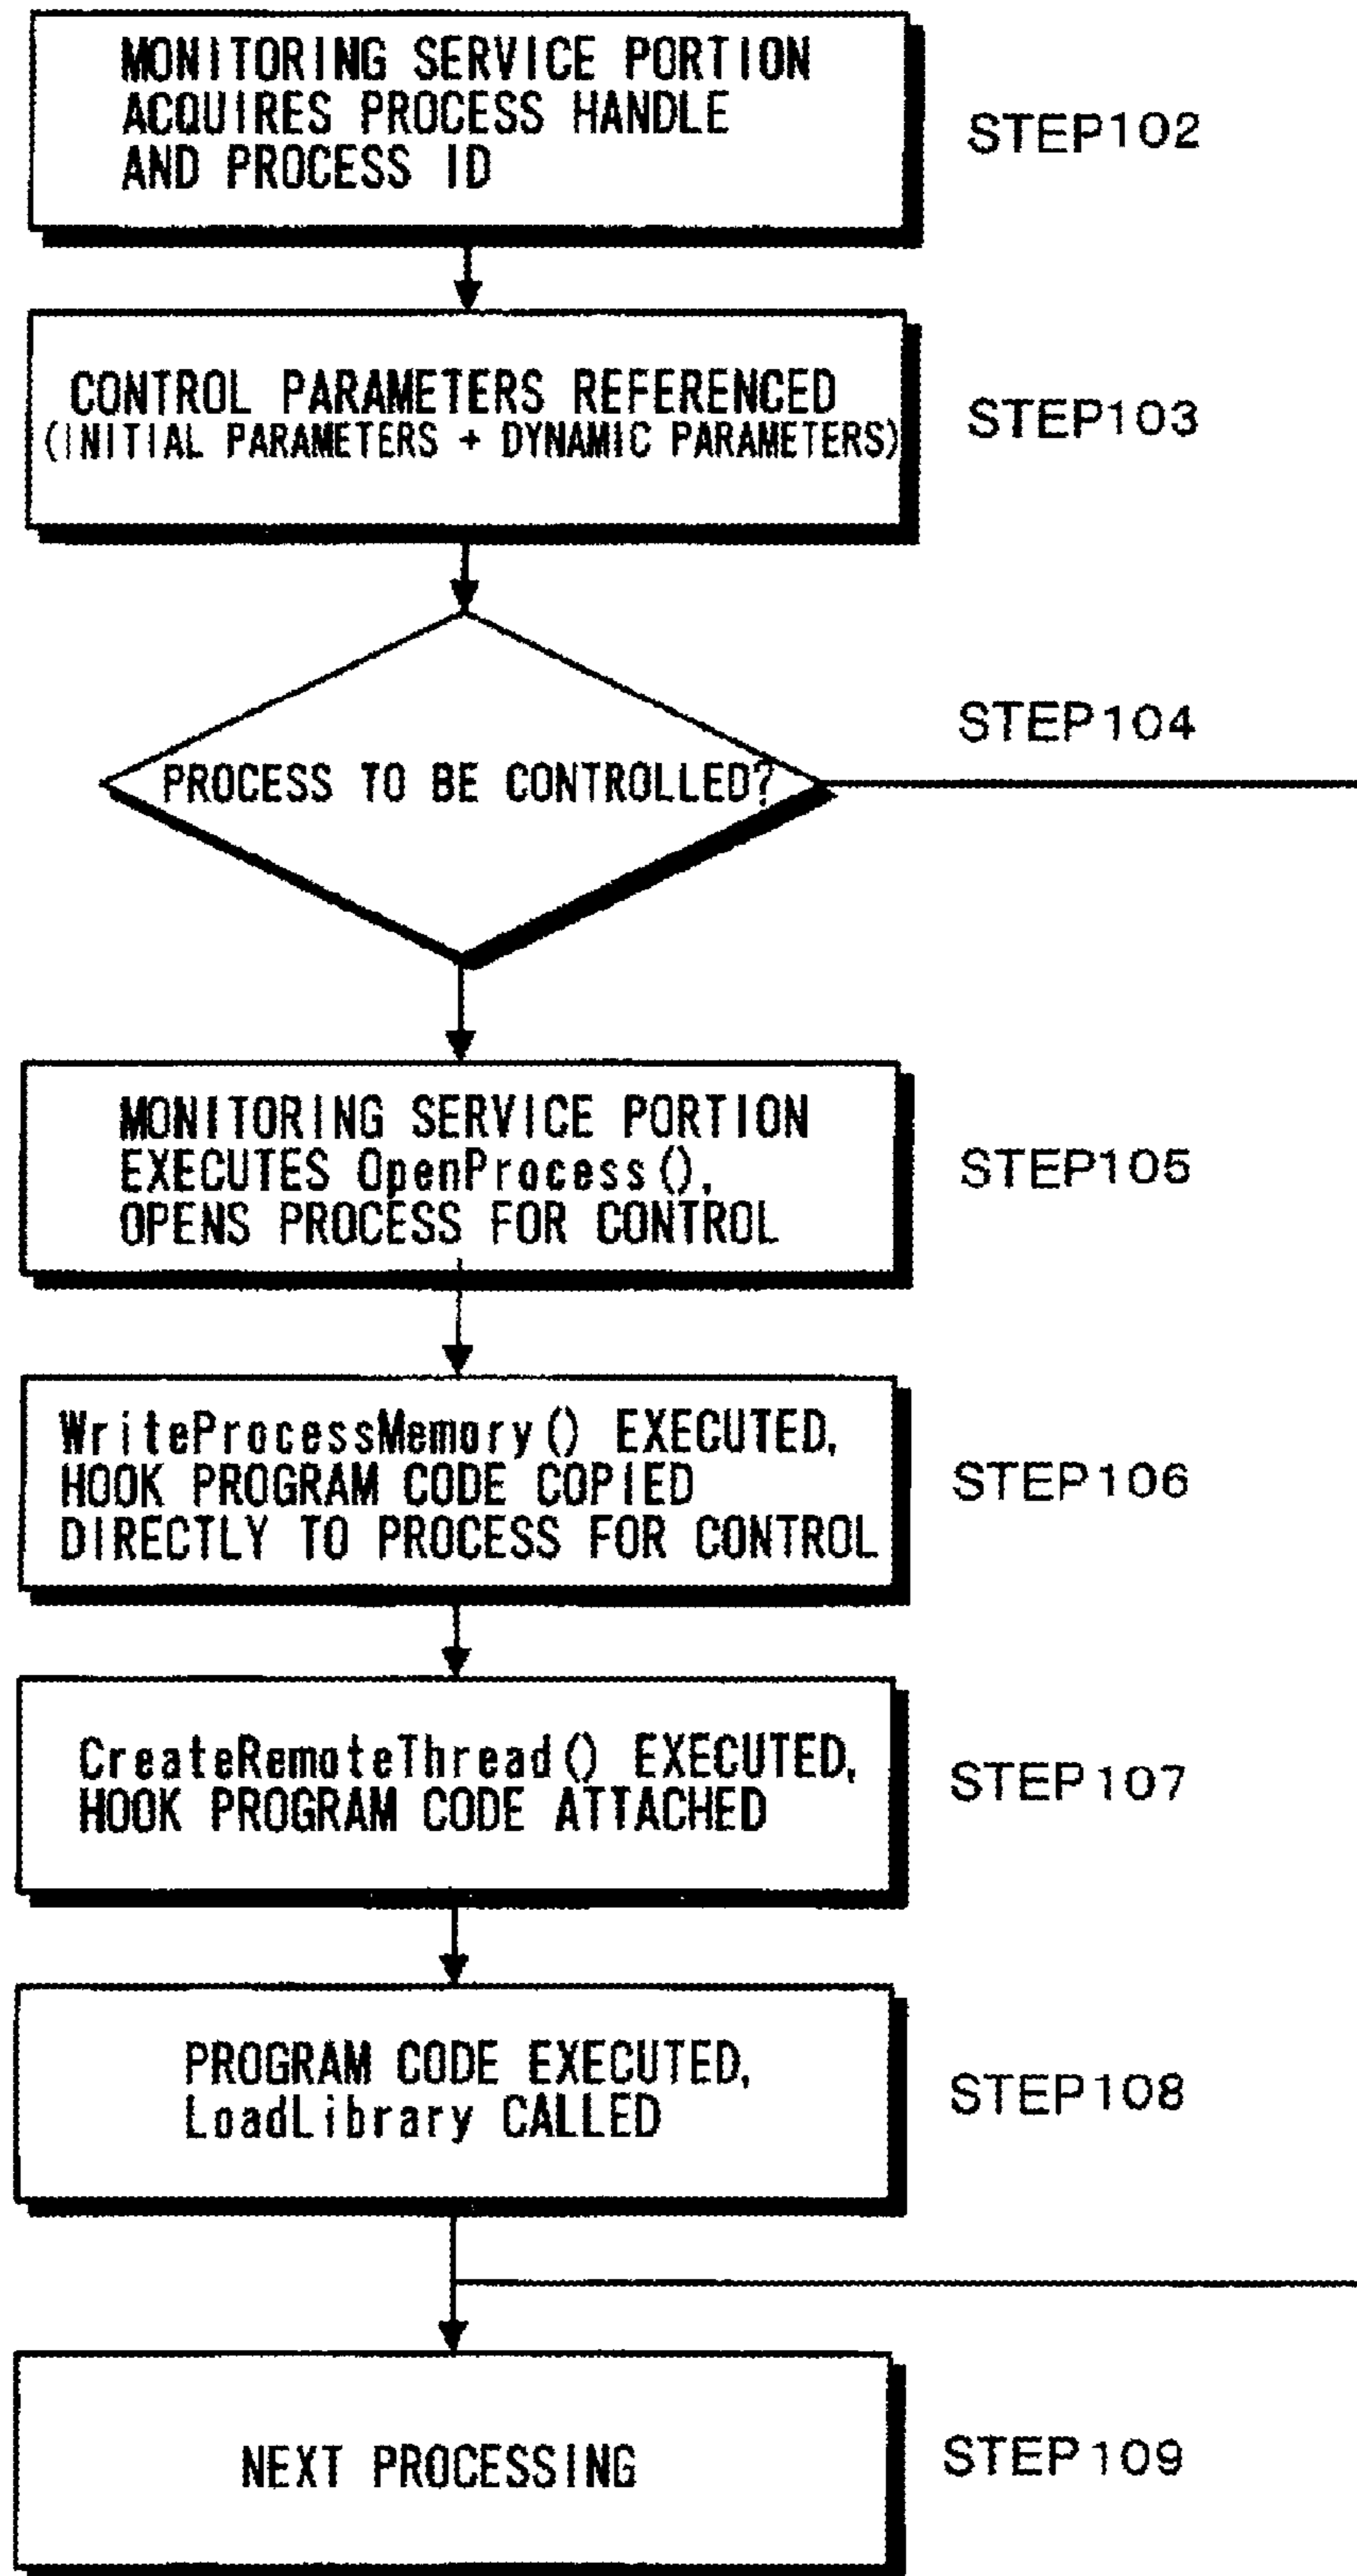 MONITORING SERVICE PORTION
ACQUIRES PROCESS HANDLE
AND PROCESS ID
STEP102
CONTROL PARAMETERS REFERENCED
(INITIAL PARAMETERS + DYNAMIC PARAMETERS)
STEP103
STEP104
PROCESS TO BE CONTROLLED?
MONITORING SERVICE PORTION
EXECUTES OpenProcess(),
OPENS PROCESS FOR CONTROL
STEP105
WriteProcessMemory() EXECUTED,
HOOK PROGRAM CODE COPIED
DIRECTLY TO PROCESS FOR CONTROL
STEP106
CreateRemoteThread() EXECUTED,
HOOK PROGRAM CODE ATTACHED
STEP107
PROGRAM CODE EXECUTED,
LoadLibrary CALLED
STEP108
NEXT PROCESSING
STEP109